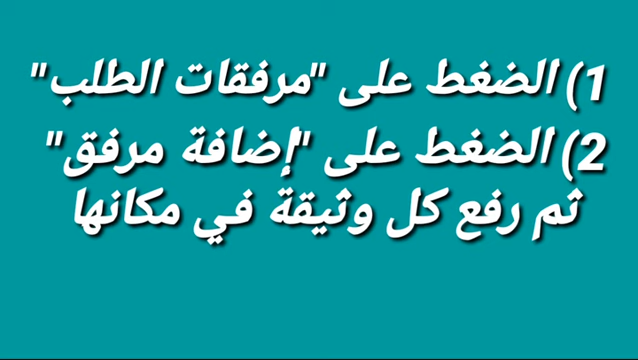 1) الضغط على "مرفقات الطلب"
2) الضغط على "إضافة مرفق"
ثم رفع كل وثيقة في مكانها